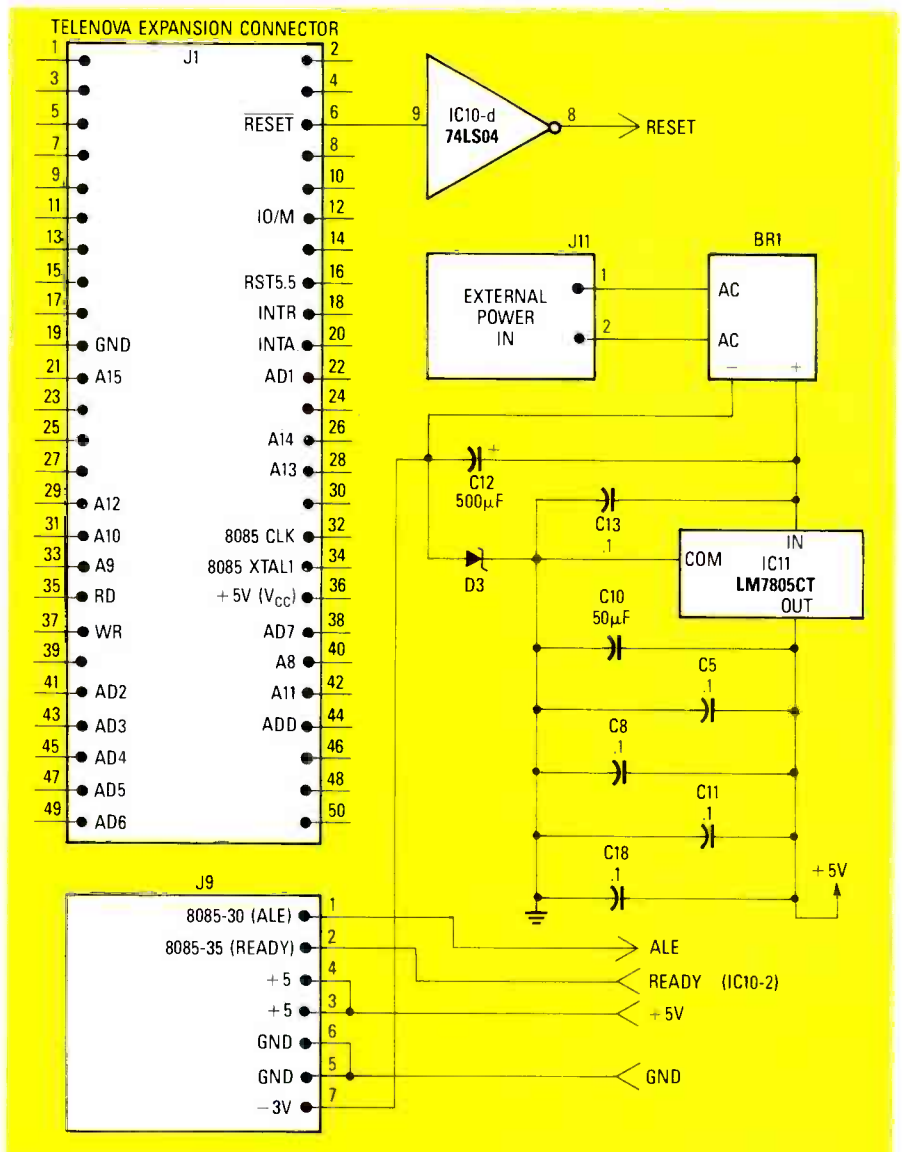 TELENOVA EXPANSION CONNECTOR
J1
1
3
5
7
9
11
13
15
17
19 GND
21 A15
23
25
27
29 A12
31 A10
33 A9
35 RD
37 WR
39
41 AD2
43 AD3
45 AD4
47 AD5
49 AD6
2
4
RESET 6
8
10
IO/M 12
14
RST5.5 16
INTR 18
INTA 20
AD1 22
24
A14 26
A13 28
30
8085 CLK 32
8085 XTAL1 34
+5V (VCC) 36
AD7 38
A8 40
A11 42
ADD 44
46
48
50
9
IC10-d
74LS04
8
RESET
J11
EXTERNAL
POWER
IN
1
2
BR1
AC
AC
− +
+
C12
500µF
C13
.1
D3
COM
IN
IC11
LM7805CT
OUT
C10
50µF
C5
.1
C8
.1
C11
.1
C18
.1
+5V
J9
8085-30 (ALE) 1
8085-35 (READY) 2
+5 4
+5 3
GND 6
GND 5
−3V 7
ALE
READY (IC10-2)
+5V
GND